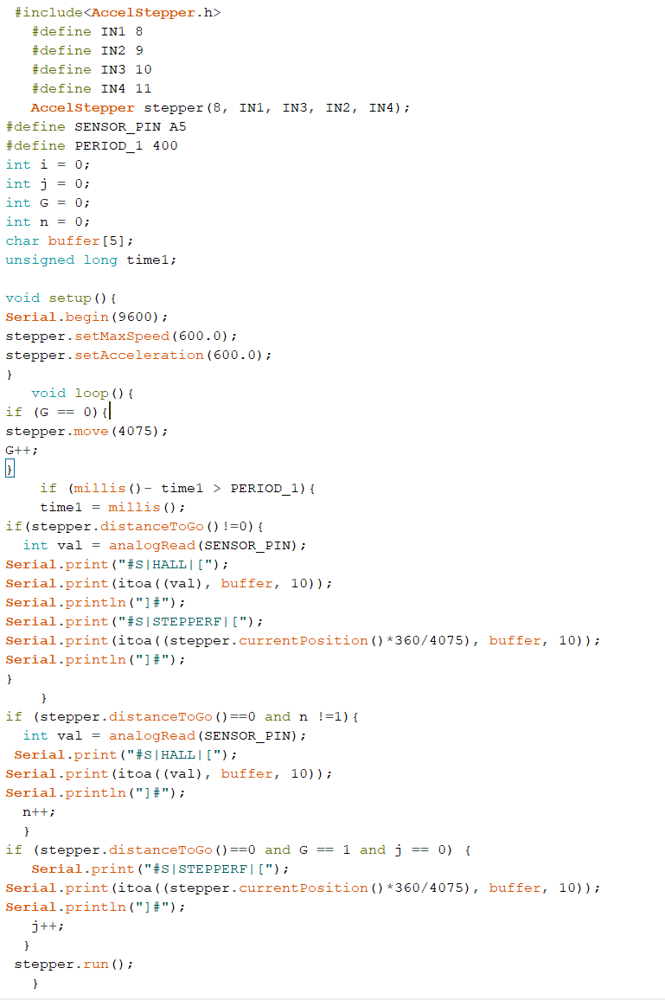 #include<AccelStepper.h>
#define IN1 8
#define IN2 9
#define IN3 10
#define IN4 11
AccelStepper stepper(8, IN1, IN3, IN2, IN4);
#define SENSOR_PIN A5
#define PERIOD_1 400
int i = 0;
int j = 0;
int G = 0;
int n = 0;
char buffer[5];
unsigned long time1;
void setup(){
Serial.begin(9600);
stepper.setMaxSpeed(600.0);
stepper.setAcceleration(600.0);
}
void loop(){
if (G == 0){
stepper.move(4075);
G++;
}
if (millis()- time1 > PERIOD_1){
time1 = millis();
if(stepper.distanceToGo()!=0){
int val = analogRead(SENSOR_PIN);
Serial.print("#S|HALL|[");
Serial.print(itoa((val), buffer, 10));
Serial.println("]#");
Serial.print("#S|STEPPERF|[");
Serial.print(itoa((stepper.currentPosition()*360/4075), buffer, 10));
Serial.println("]#");
}
}
if (stepper.distanceToGo()==0 and n !=1){
int val = analogRead(SENSOR_PIN);
Serial.print("#S|HALL|[");
Serial.print(itoa((val), buffer, 10));
Serial.println("]#");
n++;
}
if (stepper.distanceToGo()==0 and G == 1 and j == 0) {
Serial.print("#S|STEPPERF|[");
Serial.print(itoa((stepper.currentPosition()*360/4075), buffer, 10));
Serial.println("]#");
j++;
}
stepper.run();
}